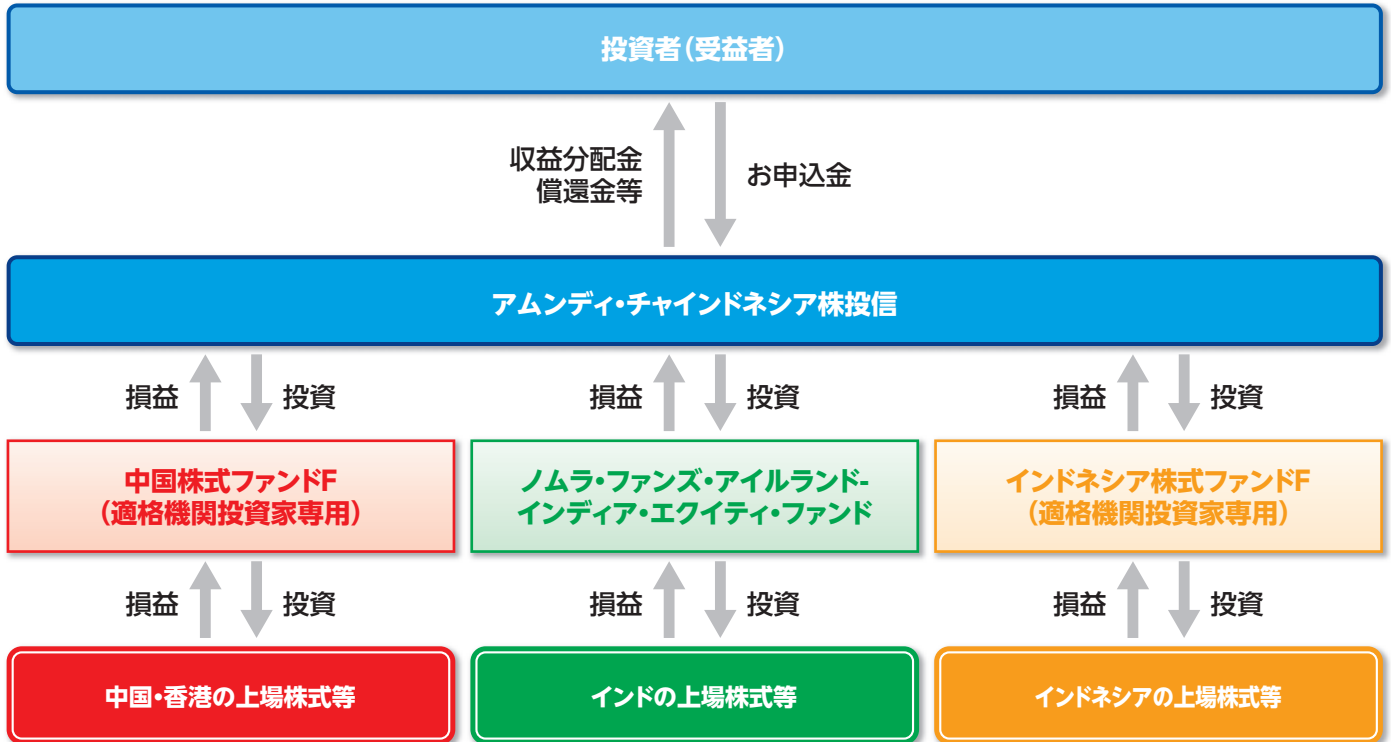 投資者（受益者）
収益分配金
償還金等
お申込金
アムンディ・チャインドネシア株投信
損益
投資
損益
投資
損益
投資
中国株式ファンドF
（適格機関投資家専用）
ノムラ・ファンズ・アイルランド-
インディア・エクイティ・ファンド
インドネシア株式ファンドF
（適格機関投資家専用）
損益
投資
損益
投資
損益
投資
中国・香港の上場株式等
インドの上場株式等
インドネシアの上場株式等